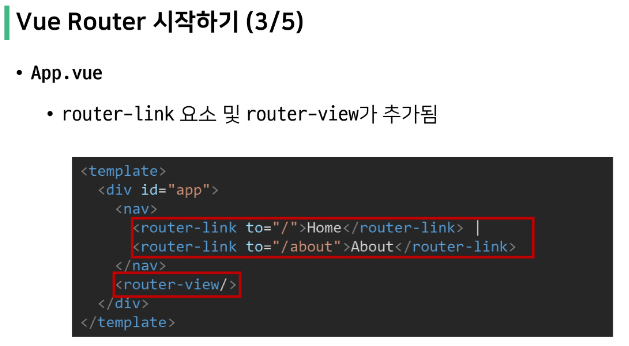 Vue Router 시작하기 (3/5)
• App.vue
• router-link 요소 및 router-view가 추가됨
<template>
  <div id="app">
    <nav>
      <router-link to="/">Home</router-link> |
      <router-link to="/about">About</router-link>
    </nav>
    <router-view/>
  </div>
</template>